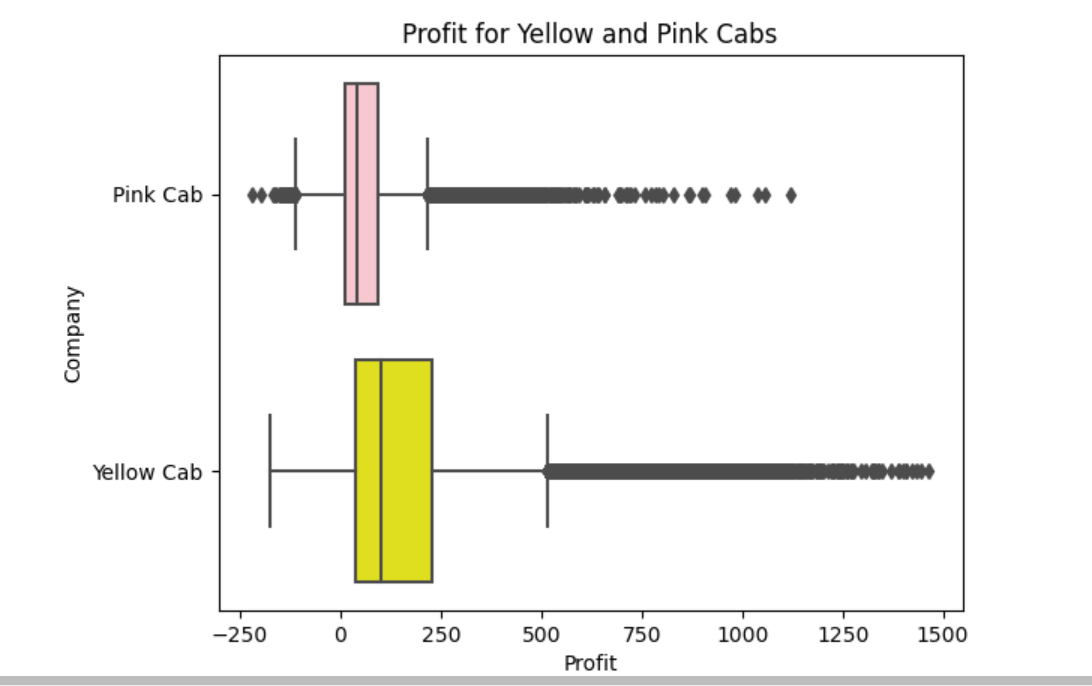 Profit for Yellow and Pink Cabs
Pink Cab
Company
Yellow Cab
−250 0 250 500 750 1000 1250 1500
Profit